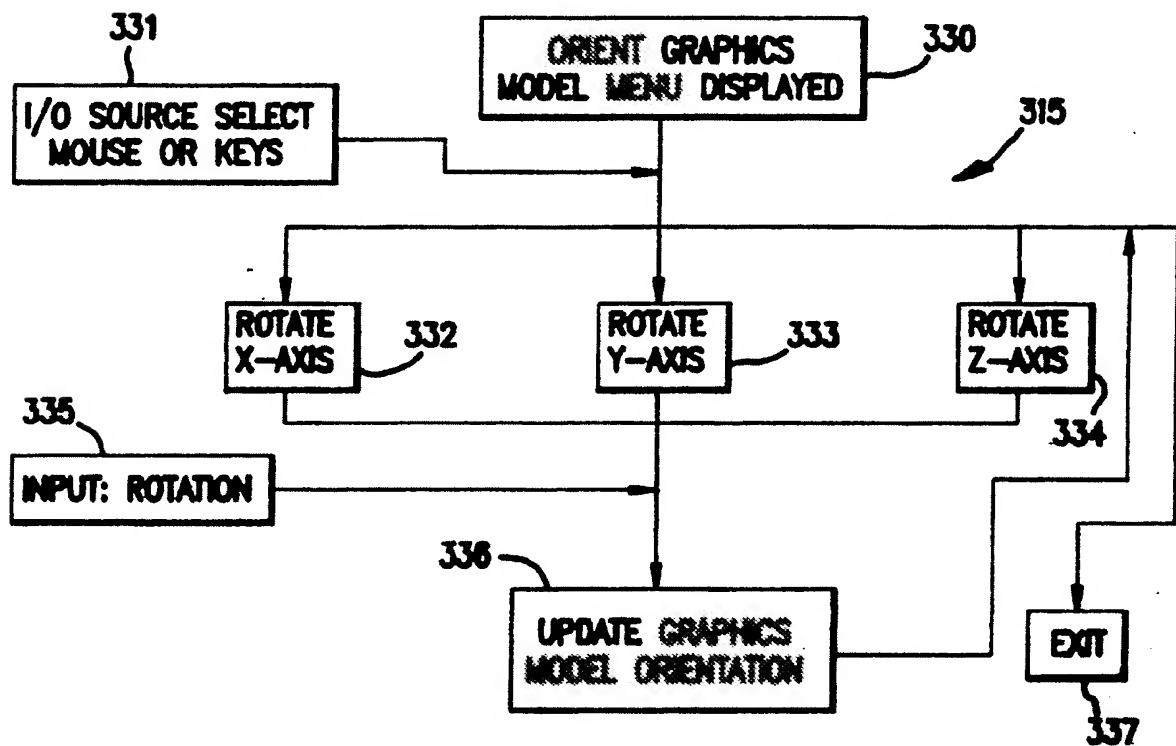 331
I/O SOURCE SELECT
MOUSE OR KEYS
ORIENT GRAPHICS
MODEL MENU DISPLAYED
330
315
ROTATE
X-AXIS
332
ROTATE
Y-AXIS
333
ROTATE
Z-AXIS
334
335
INPUT: ROTATION
336
UPDATE GRAPHICS
MODEL ORIENTATION
EXIT
337